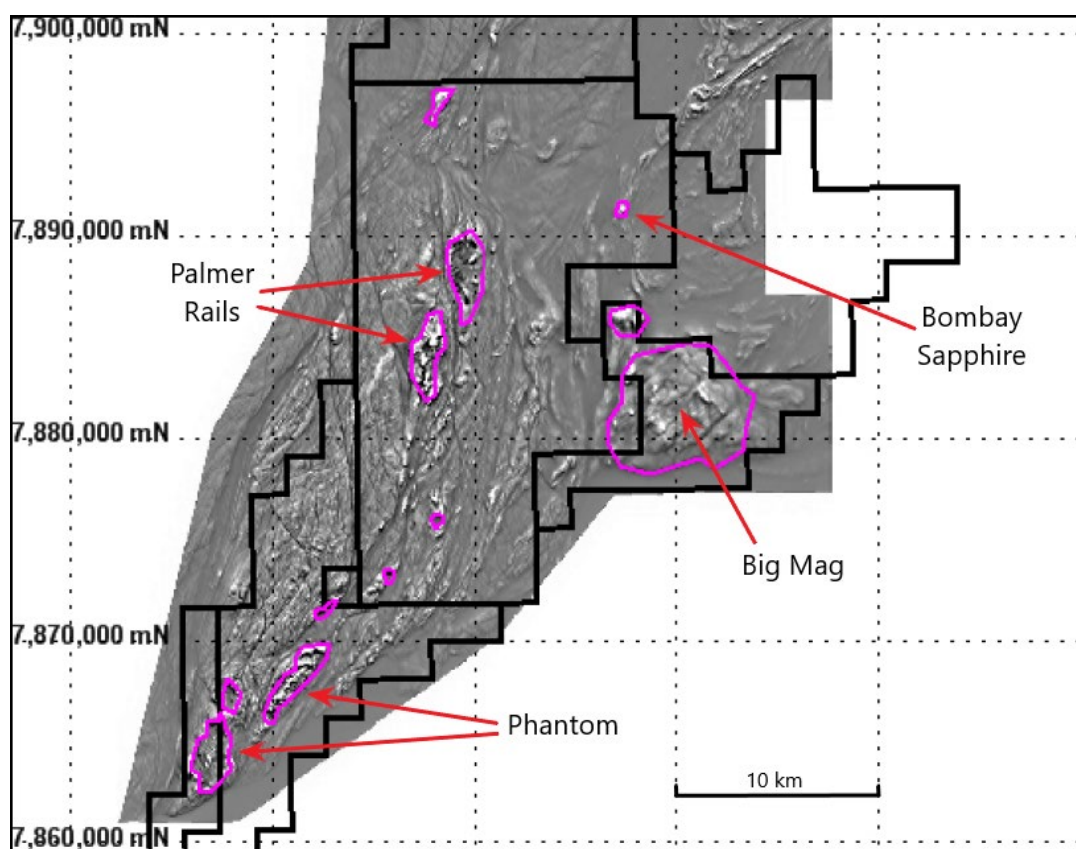 7,900,000 mN
7,890,000 mN
Palmer
Rails
Bombay
Sapphire
7,880,000 mN
Big Mag
7,870,000 mN
Phantom
10 km
7,860,000 mN